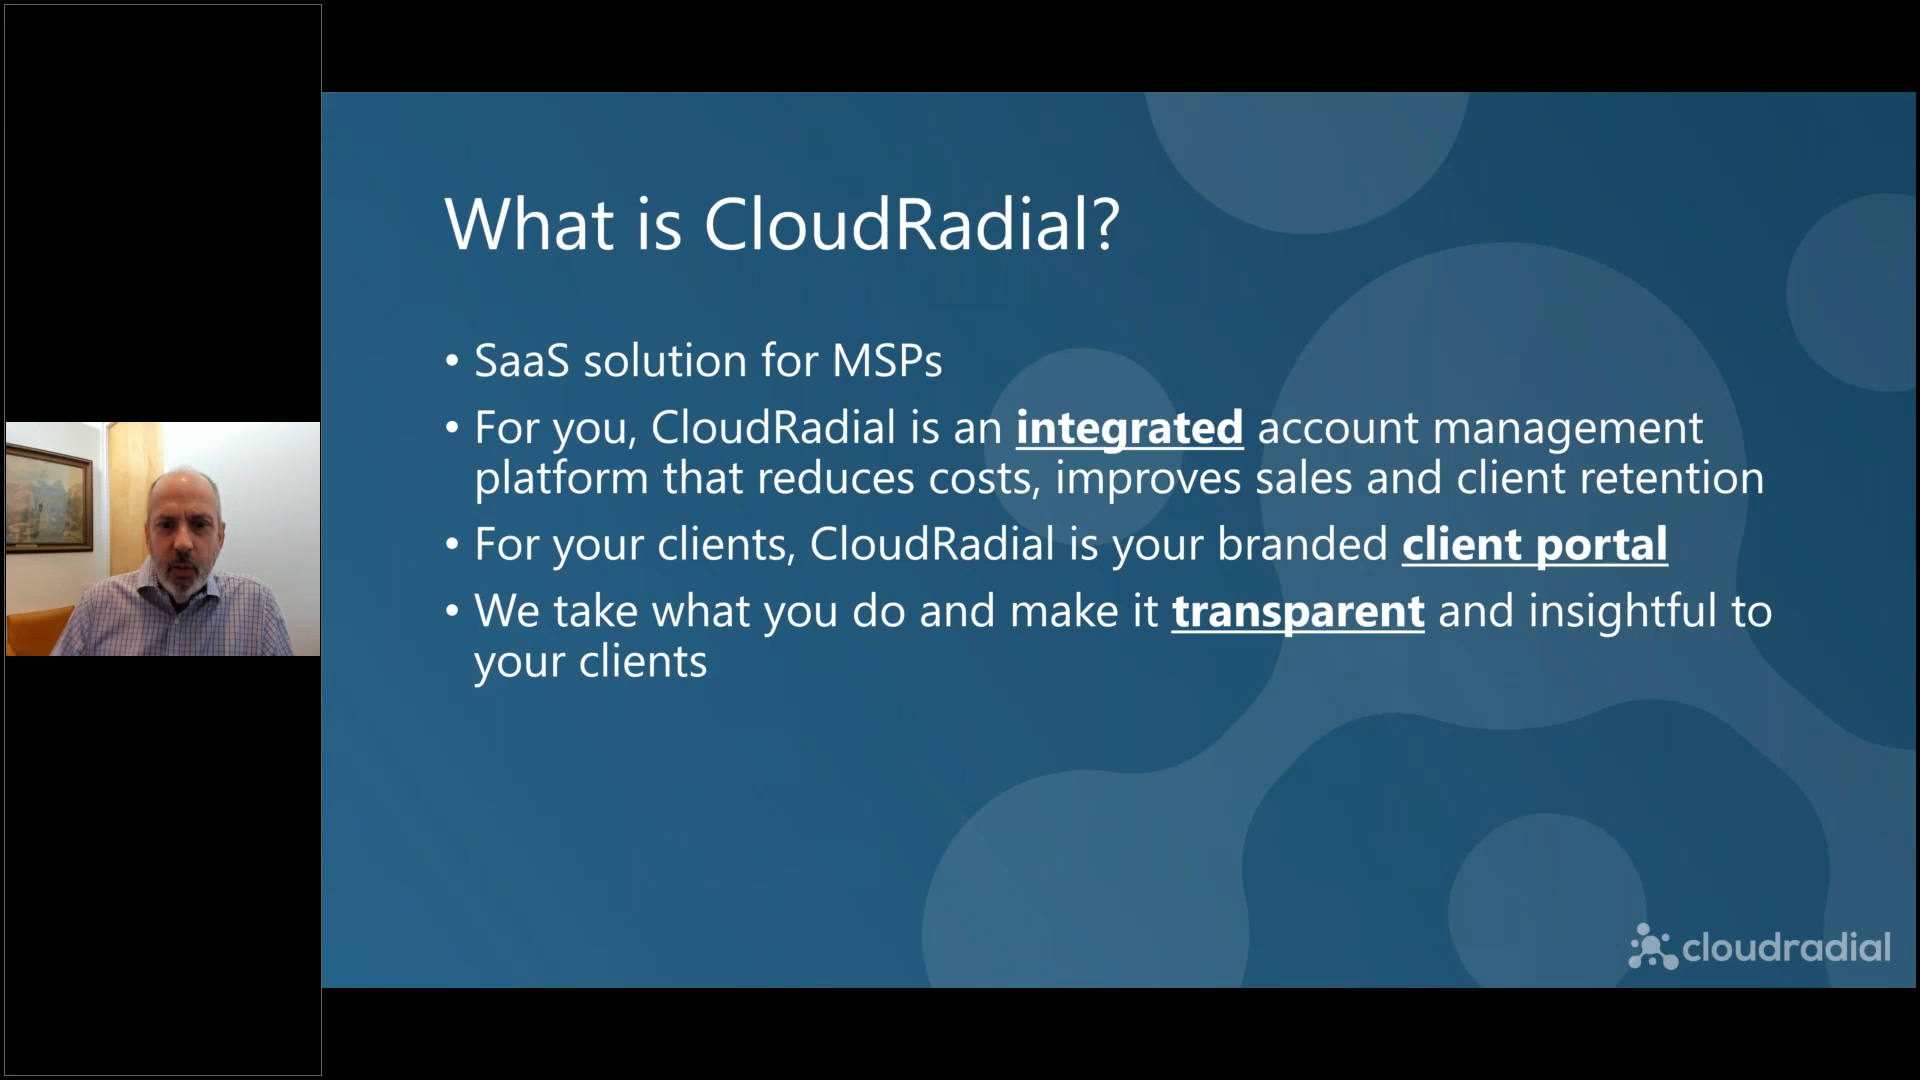 What is CloudRadial?
• SaaS solution for MSPs
• For you, CloudRadial is an integrated account management
platform that reduces costs, improves sales and client retention
• For your clients, CloudRadial is your branded client portal
• We take what you do and make it transparent and insightful to
your clients
cloudradial